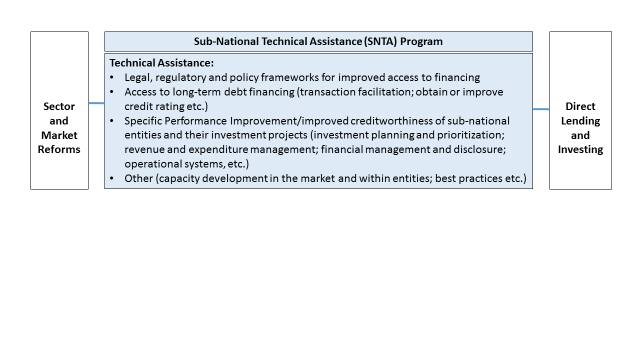 Sub-National Technical Assistance (SNTA) Program
Sector
and
Market
Reforms
Technical Assistance:
• Legal, regulatory and policy frameworks for improved access to financing
• Access to long-term debt financing (transaction facilitation; obtain or improve
credit rating etc.)
• Specific Performance Improvement/improved creditworthiness of sub-national
entities and their investment projects (investment planning and prioritization;
revenue and expenditure management; financial management and disclosure;
operational systems, etc.)
• Other (capacity development in the market and within entities; best practices etc.)
Direct
Lending
and
Investing